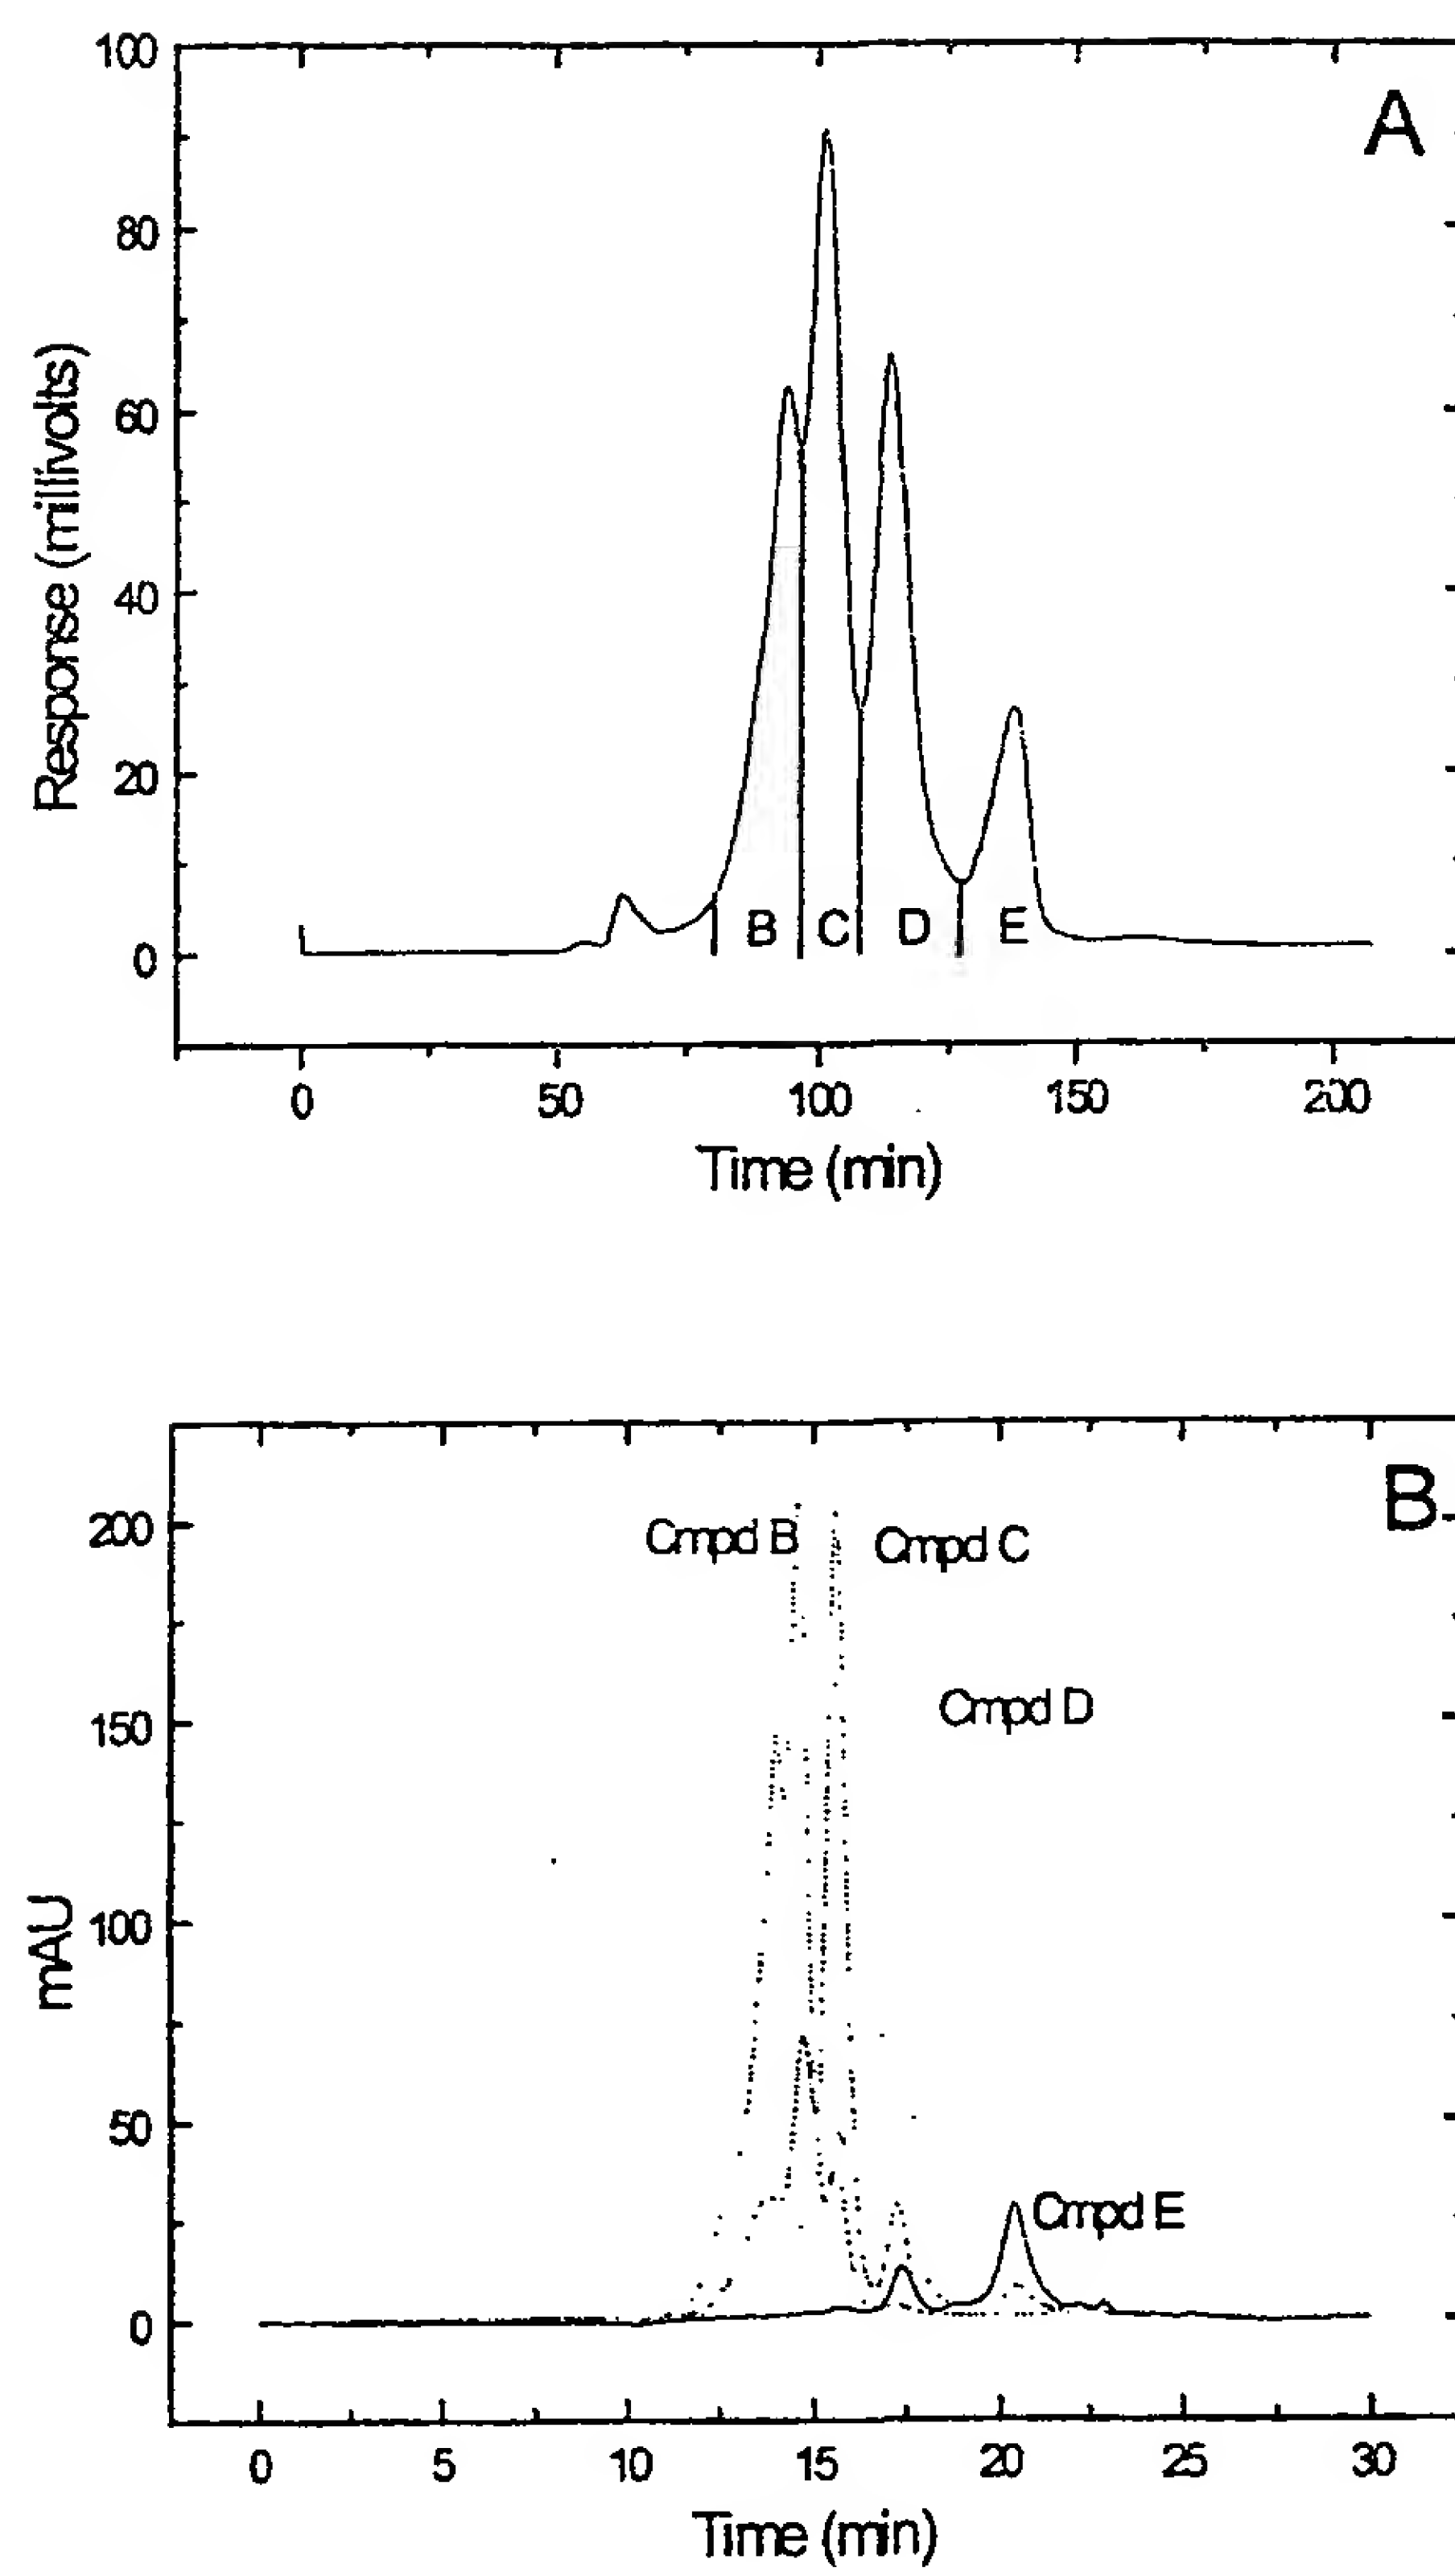 A
100
80
60
40
20
0
Response (millivolts)
B C D E
0 50 100 150 200
Time (min)
B
200
150
100
50
0
mAU
Cmpd B
Cmpd C
Cmpd D
Cmpd E
0 5 10 15 20 25 30
Time (min)